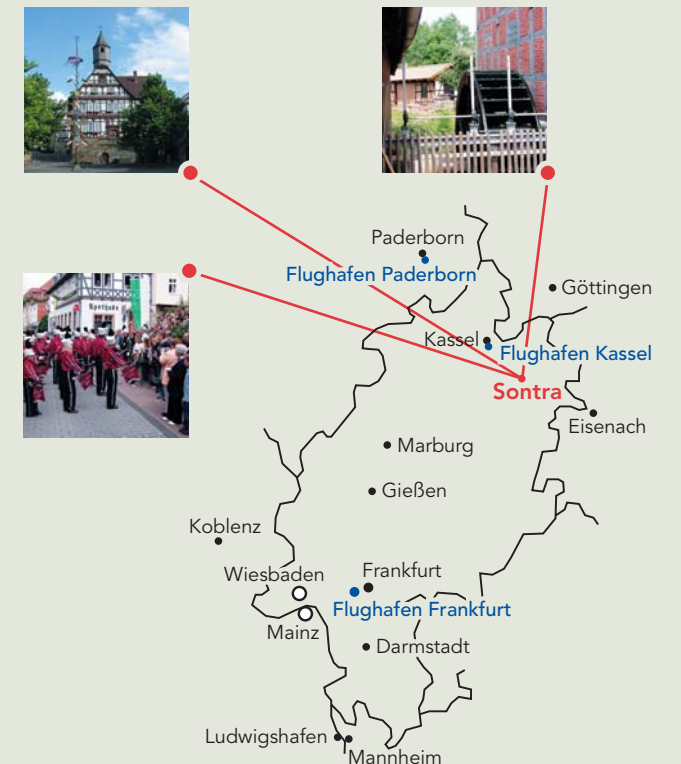 Paderborn
Flughafen Paderborn
Göttingen
Kassel
Flughafen Kassel
Sontra
Eisenach
Marburg
Gießen
Koblenz
Wiesbaden
Frankfurt
Flughafen Frankfurt
Mainz
Darmstadt
Ludwigshafen
Mannheim